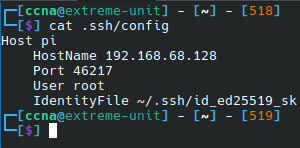 [ccna@extreme-unit] - [~] - [518]
[$] cat .ssh/config
Host pi
    HostName 192.168.68.128
    Port 46217
    User root
    IdentityFile ~/.ssh/id_ed25519_sk
[ccna@extreme-unit] - [~] - [519]
[$]